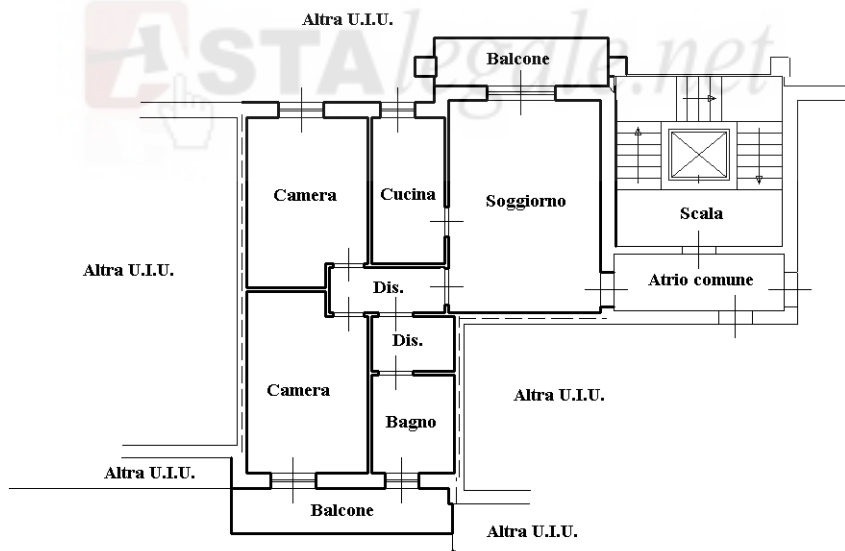 Altra U.I.U.
ASTAlegale.net
Balcone
Camera
Cucina
Soggiorno
Scala
Altra U.I.U.
Dis.
Atrio comune
Dis.
Camera
Altra U.I.U.
Bagno
Altra U.I.U.
Balcone
Altra U.I.U.